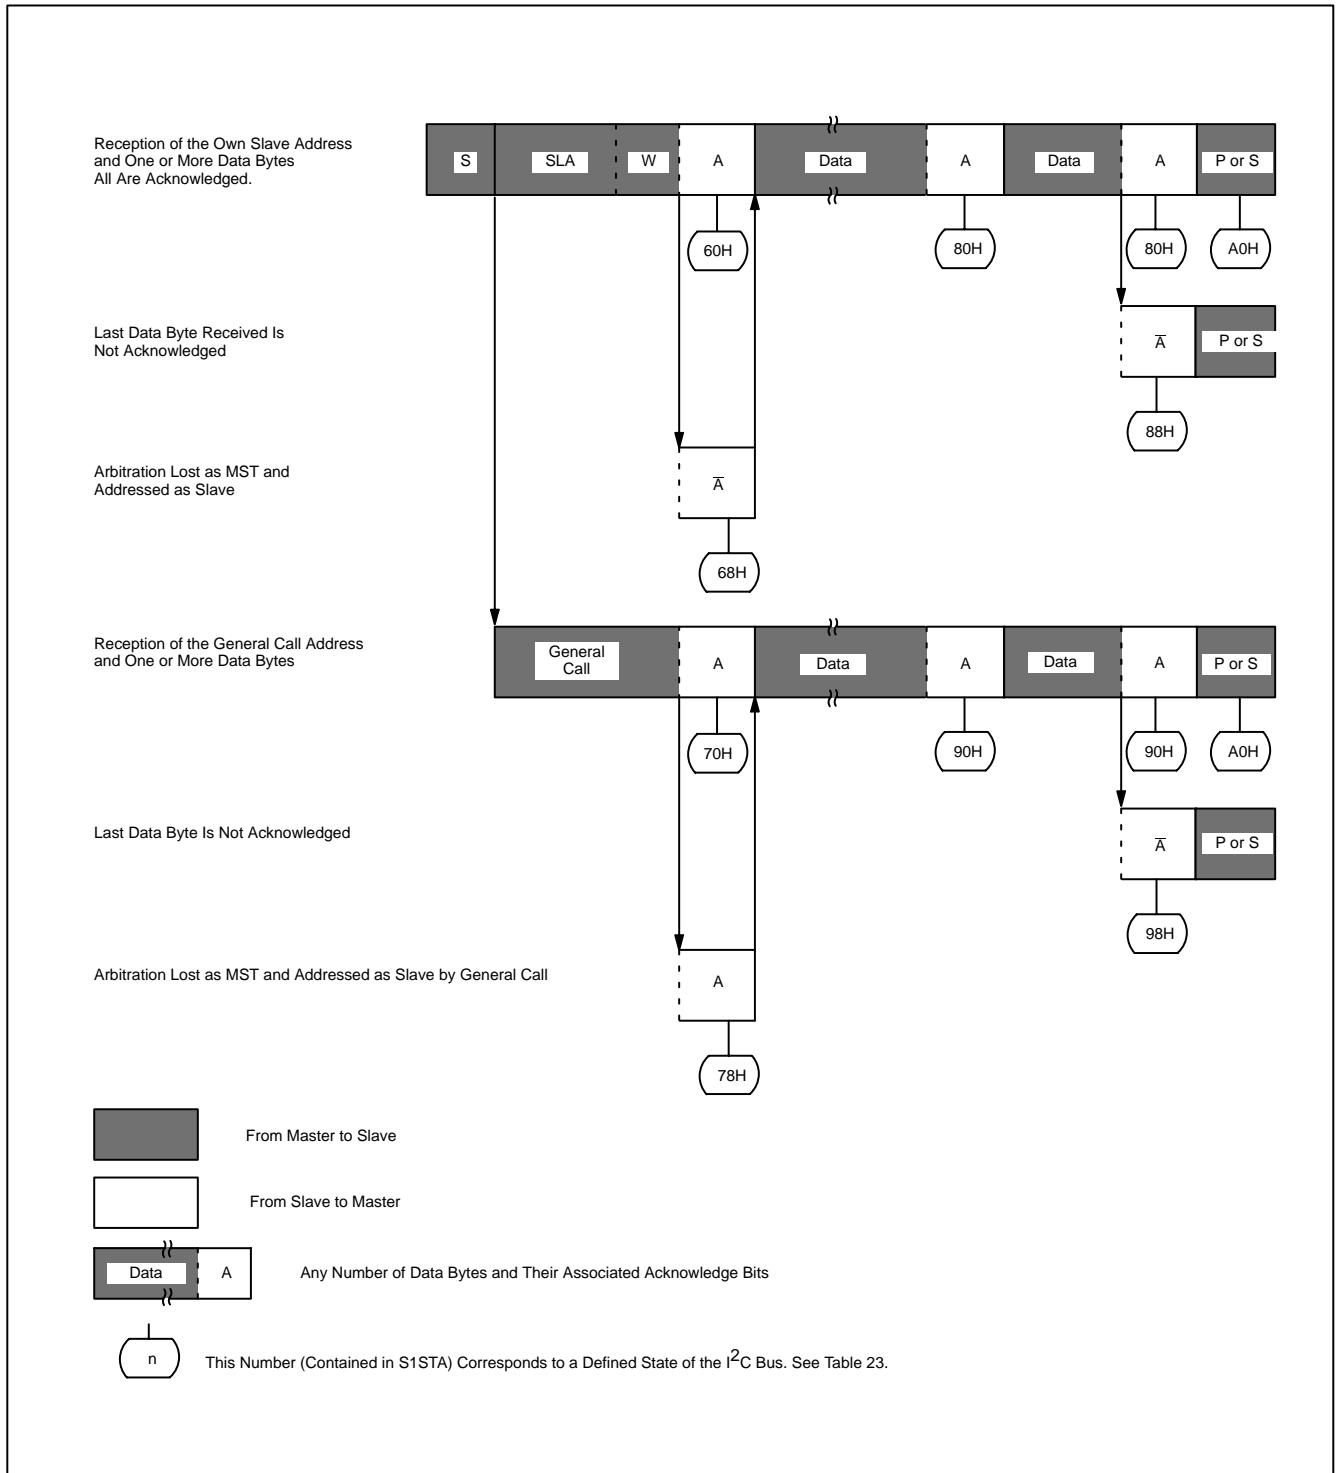 Reception of the Own Slave Address
and One or More Data Bytes
All Are Acknowledged.
S SLA W A Data A Data A P or S
60H 80H 80H A0H
Last Data Byte Received Is
Not Acknowledged
A̅ P or S
88H
Arbitration Lost as MST and
Addressed as Slave
A̅
68H
Reception of the General Call Address
and One or More Data Bytes
General
Call
A Data A Data A P or S
70H 90H 90H A0H
Last Data Byte Is Not Acknowledged
A̅ P or S
98H
Arbitration Lost as MST and Addressed as Slave by General Call
A
78H
From Master to Slave
From Slave to Master
Data A Any Number of Data Bytes and Their Associated Acknowledge Bits
n This Number (Contained in S1STA) Corresponds to a Defined State of the I²C Bus. See Table 23.